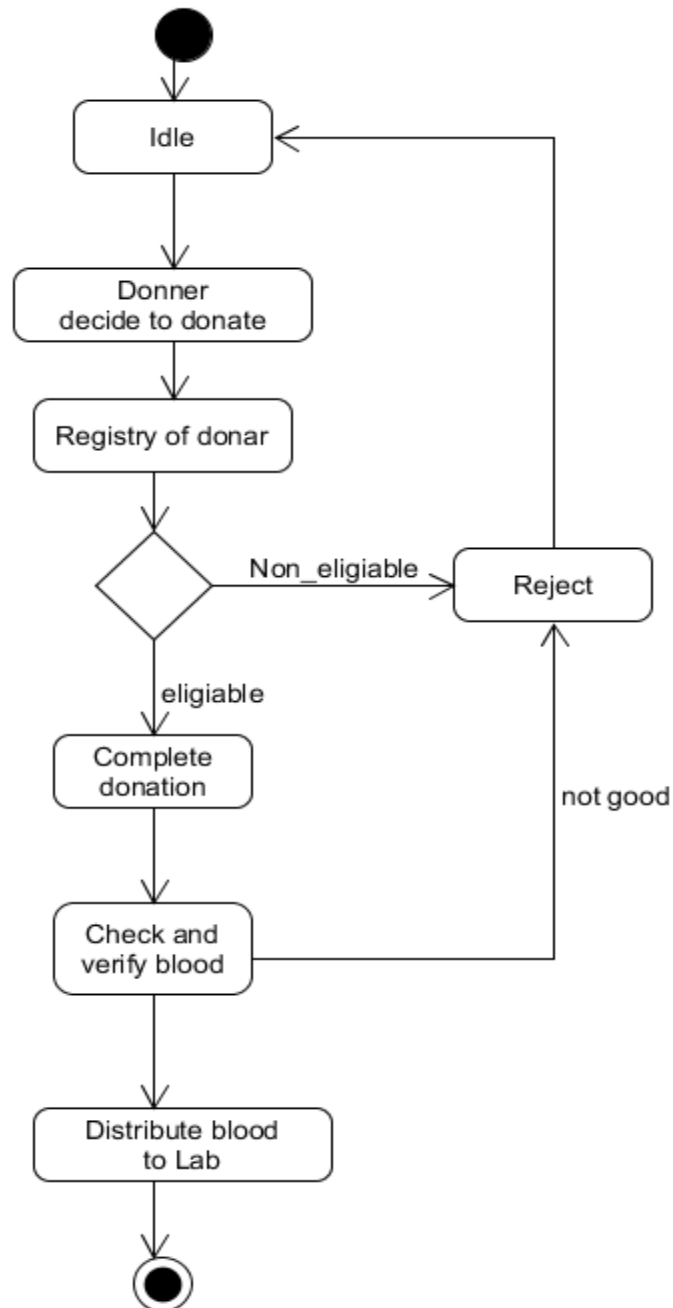 Idle
Donner
decide to donate
Registry of donar
Non_eligiable
Reject
eligiable
Complete
donation
not good
Check and
verify blood
Distribute blood
to Lab